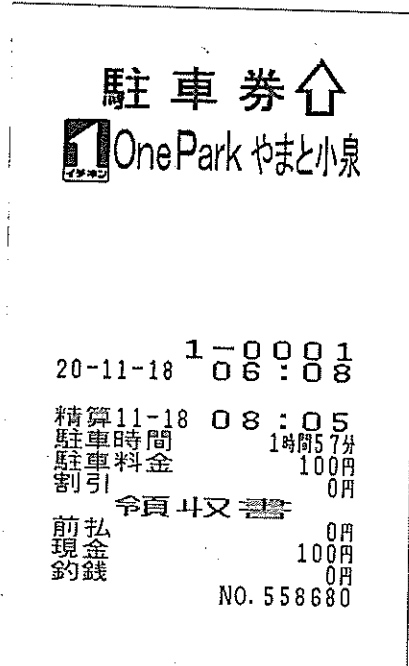 駐車券⇧
1 イチホン OnePark やまと小泉
1-0001
20-11-18 06:08
精算11-18 08:05
駐車時間 1時間57分
駐車料金 100円
割引 0円
領収書
前払 0円
現金 100円
釣銭 0円
NO.558680